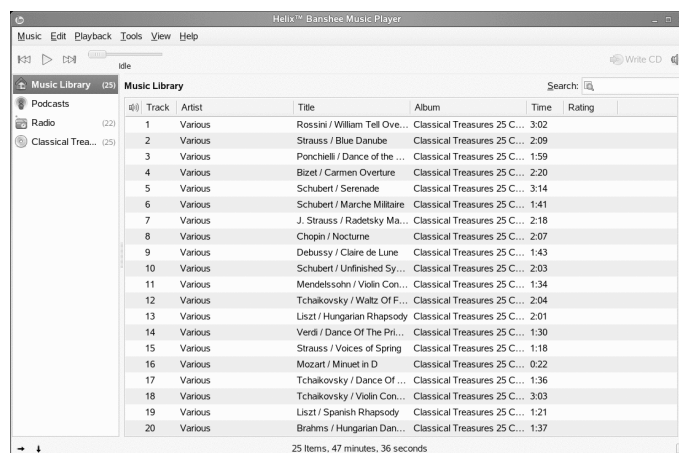 Helix™ Banshee Music Player
Music Edit Playback Tools View Help
Idle
Write CD
Music Library (25)
Podcasts
Radio (22)
Classical Trea... (25)
Music Library
Search:
Track Artist Title Album Time Rating
1 Various Rossini / William Tell Ove... Classical Treasures 25 C... 3:02
2 Various Strauss / Blue Danube Classical Treasures 25 C... 2:09
3 Various Ponchielli / Dance of the ... Classical Treasures 25 C... 1:59
4 Various Bizet / Carmen Overture Classical Treasures 25 C... 2:20
5 Various Schubert / Serenade Classical Treasures 25 C... 3:14
6 Various Schubert / Marche Militaire Classical Treasures 25 C... 1:41
7 Various J. Strauss / Radetsky Ma... Classical Treasures 25 C... 2:18
8 Various Chopin / Nocturne Classical Treasures 25 C... 2:07
9 Various Debussy / Claire de Lune Classical Treasures 25 C... 1:43
10 Various Schubert / Unfinished Sy... Classical Treasures 25 C... 2:03
11 Various Mendelssohn / Violin Con... Classical Treasures 25 C... 1:34
12 Various Tchaikovsky / Waltz Of F... Classical Treasures 25 C... 2:04
13 Various Liszt / Hungarian Rhapsody Classical Treasures 25 C... 2:01
14 Various Verdi / Dance Of The Pri... Classical Treasures 25 C... 1:30
15 Various Strauss / Voices of Spring Classical Treasures 25 C... 1:18
16 Various Mozart / Minuet in D Classical Treasures 25 C... 0:22
17 Various Tchaikovsky / Dance Of ... Classical Treasures 25 C... 1:36
18 Various Tchaikovsky / Violin Con... Classical Treasures 25 C... 3:03
19 Various Liszt / Spanish Rhapsody Classical Treasures 25 C... 1:21
20 Various Brahms / Hungarian Dan... Classical Treasures 25 C... 1:37
25 Items, 47 minutes, 36 seconds